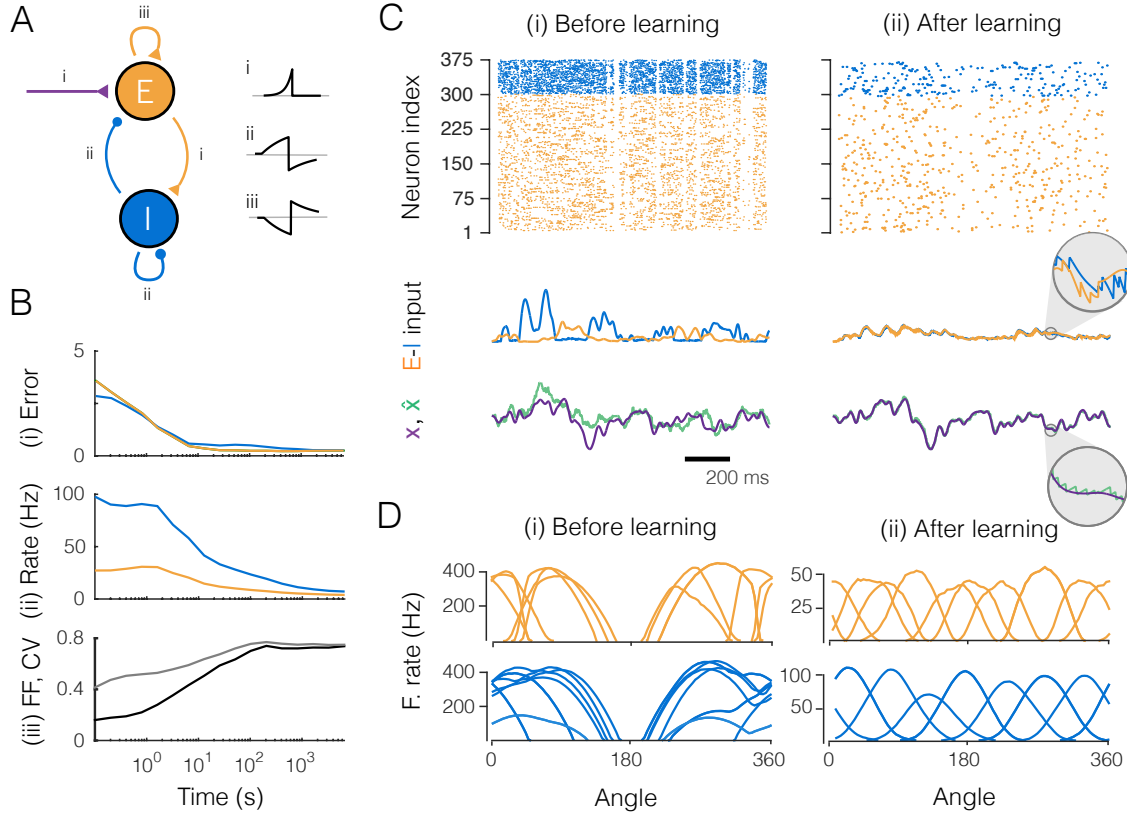 A
iii
i
E
ii
i
I
ii
i
ii
iii
B
(i) Error
5
0
(ii) Rate (Hz)
100
50
0
(iii) FF, CV
0.8
0.4
0
10⁰ 10¹ 10² 10³
Time (s)
C
(i) Before learning
(ii) After learning
Neuron index
375
300
225
150
75
1
E-I input
x, x̂
200 ms
D
(i) Before learning
(ii) After learning
F. rate (Hz)
400
200
50
25
400
200
100
50
0 180 360
0 180 360
Angle
Angle